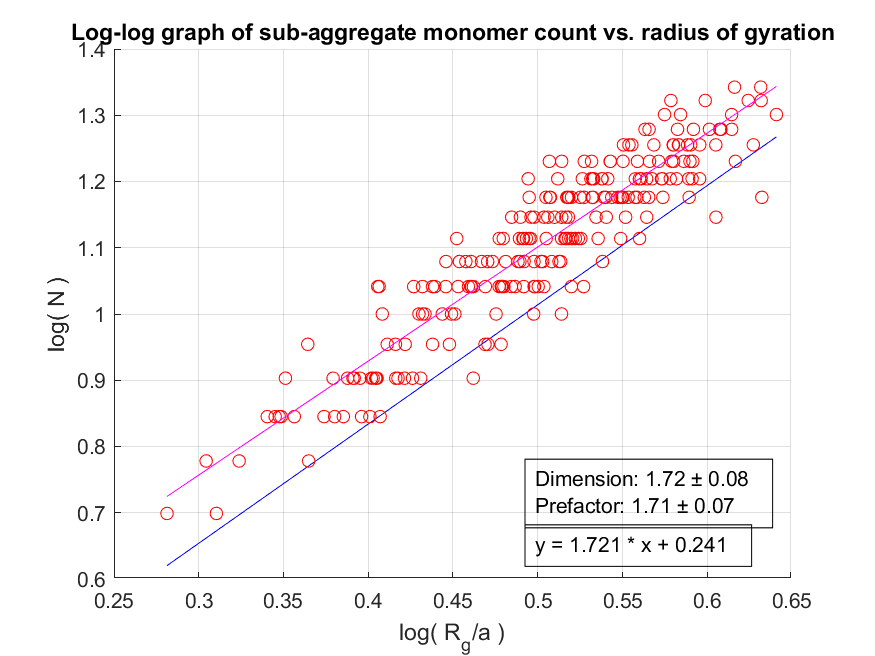 Log-log graph of sub-aggregate monomer count vs. radius of gyration
1.4
1.3
1.2
1.1
1
0.9
0.8
0.7
0.6
log( N )
Dimension: 1.72 ± 0.08
Prefactor: 1.71 ± 0.07
y = 1.721 * x + 0.241
0.25 0.3 0.35 0.4 0.45 0.5 0.55 0.6 0.65
log( R_g/a )